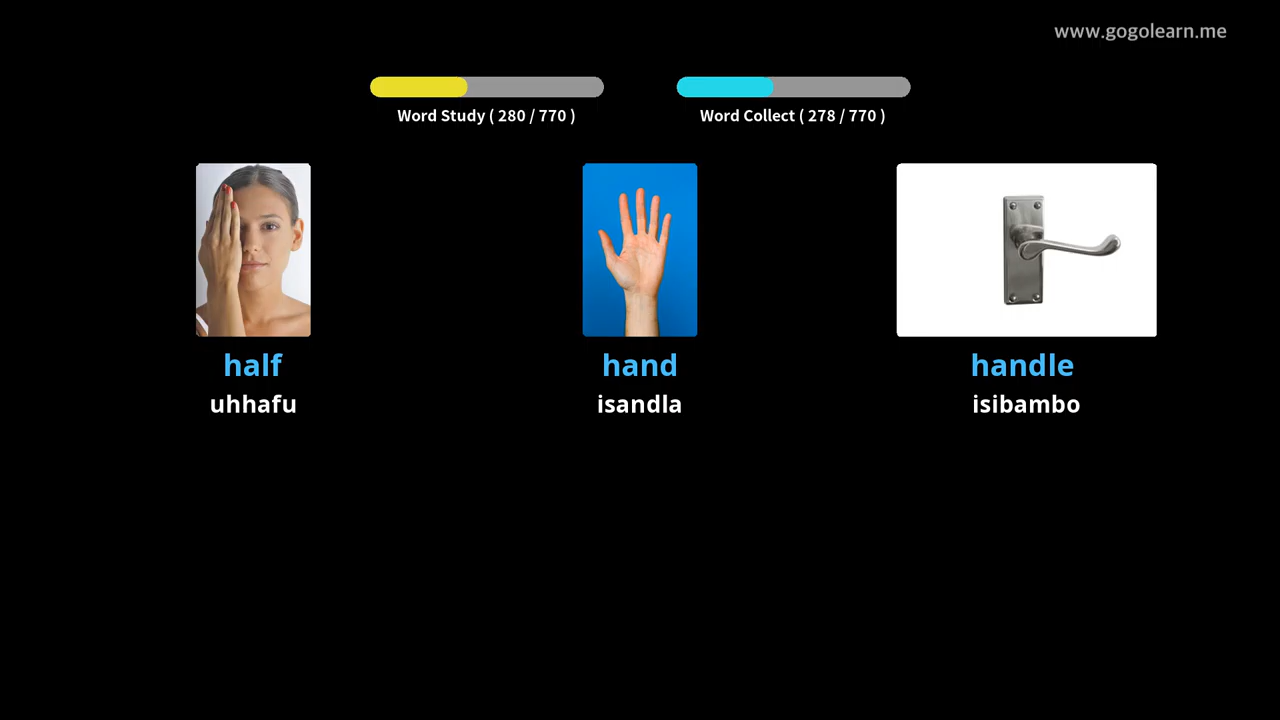 www.gogolearn.me
Word Study ( 280 / 770 )
Word Collect ( 278 / 770 )
half
hand
handle
uhhafu
isandla
isibambo